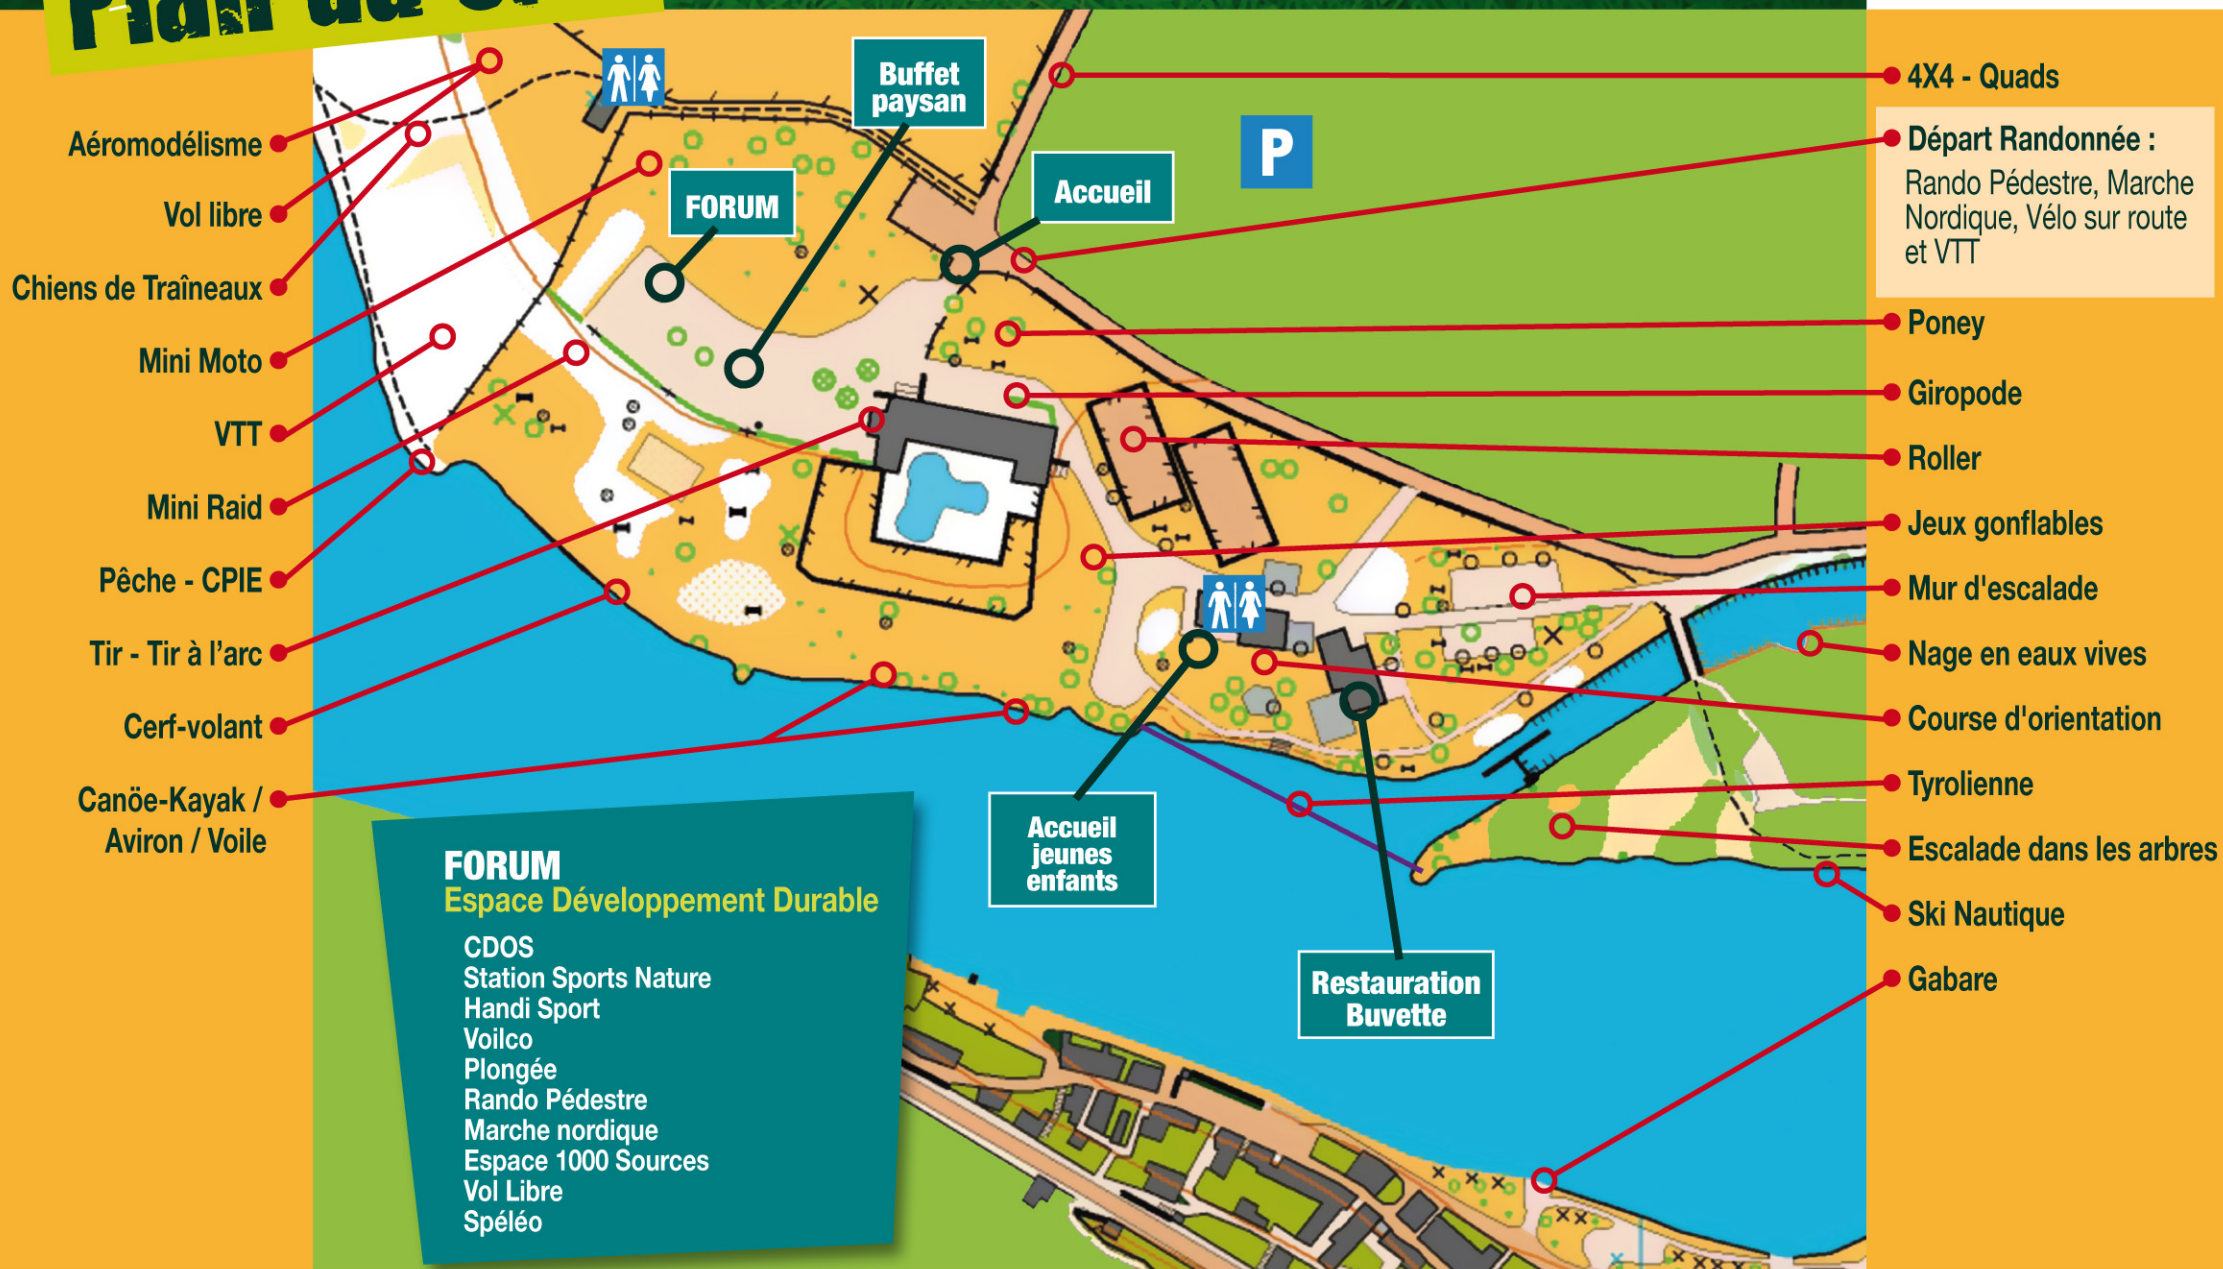 Plan du
Aéromodélisme
Vol libre
Chiens de Traîneaux
Mini Moto
VTT
Mini Raid
Pêche - CPIE
Tir - Tir à l'arc
Cerf-volant
Canöe-Kayak /
Aviron / Voile
Buffet
paysan
FORUM
Accueil
P
Accueil
jeunes
enfants
Restauration
Buvette
FORUM
Espace Développement Durable
CDOS
Station Sports Nature
Handi Sport
Voilco
Plongée
Rando Pédestre
Marche nordique
Espace 1000 Sources
Vol Libre
Spéléo
4X4 - Quads
Départ Randonnée :
Rando Pédestre, Marche
Nordique, Vélo sur route
et VTT
Poney
Giropode
Roller
Jeux gonflables
Mur d'escalade
Nage en eaux vives
Course d'orientation
Tyrolienne
Escalade dans les arbres
Ski Nautique
Gabare